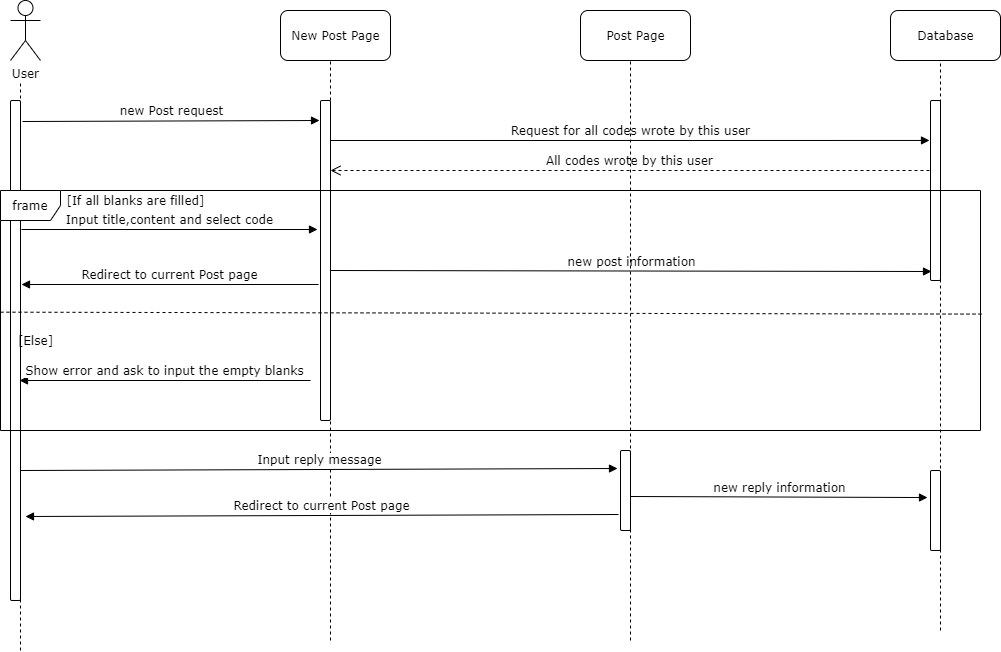 User
New Post Page
Post Page
Database
new Post request
Request for all codes wrote by this user
All codes wrote by this user
frame
[If all blanks are filled]
Input title,content and select code
new post information
Redirect to current Post page
[Else]
Show error and ask to input the empty blanks
Input reply message
new reply information
Redirect to current Post page